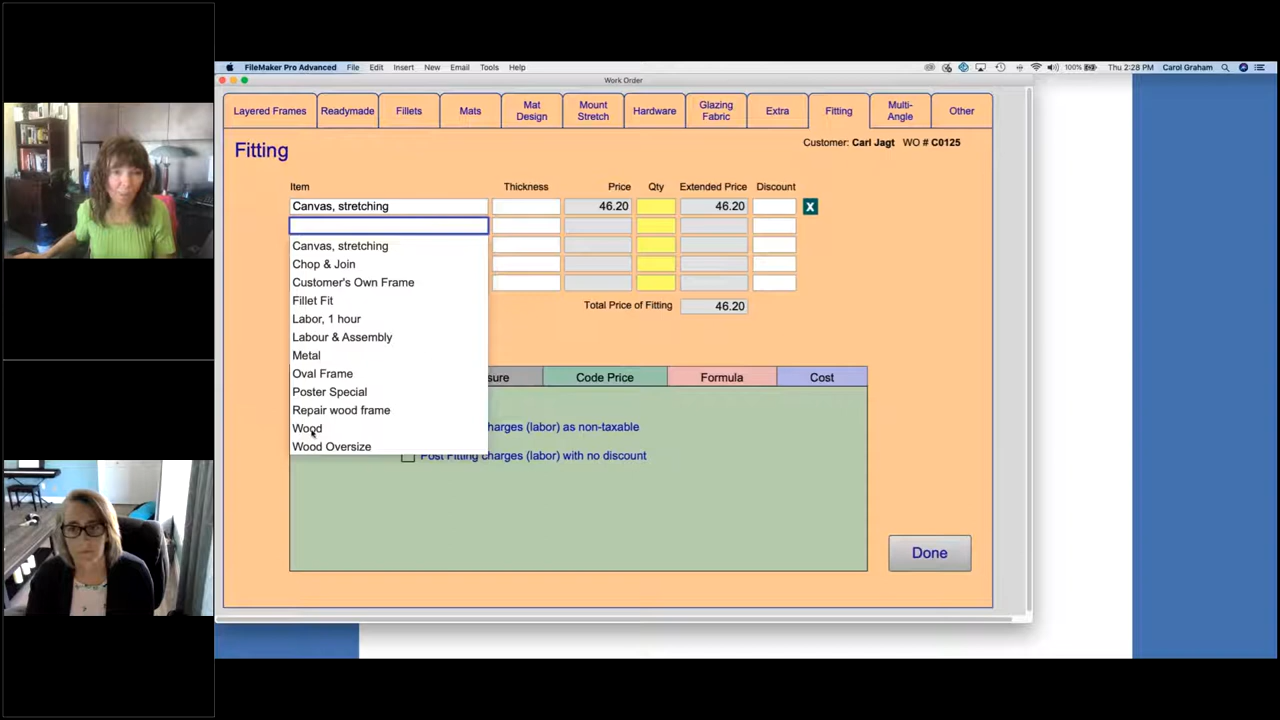 FileMaker Pro Advanced File Edit Insert New Email Tools Help 100% Thu 2:28 PM Carol Graham
Work Order
Layered Frames Readymade Fillets Mats Mat Design Mount Stretch Hardware Glazing Fabric Extra Fitting Multi-Angle Other
Fitting
Customer: Carl Jagt WO # C0125
Item Thickness Price Qty Extended Price Discount
Canvas, stretching 46.20 46.20 X
Canvas, stretching
Chop & Join
Customer's Own Frame
Fillet Fit
Total Price of Fitting 46.20
Labor, 1 hour
Labour & Assembly
Metal
Oval Frame
sure Code Price Formula Cost
Poster Special
Repair wood frame
Wood
harges (labor) as non-taxable
Wood Oversize
Post Fitting charges (labor) with no discount
Done